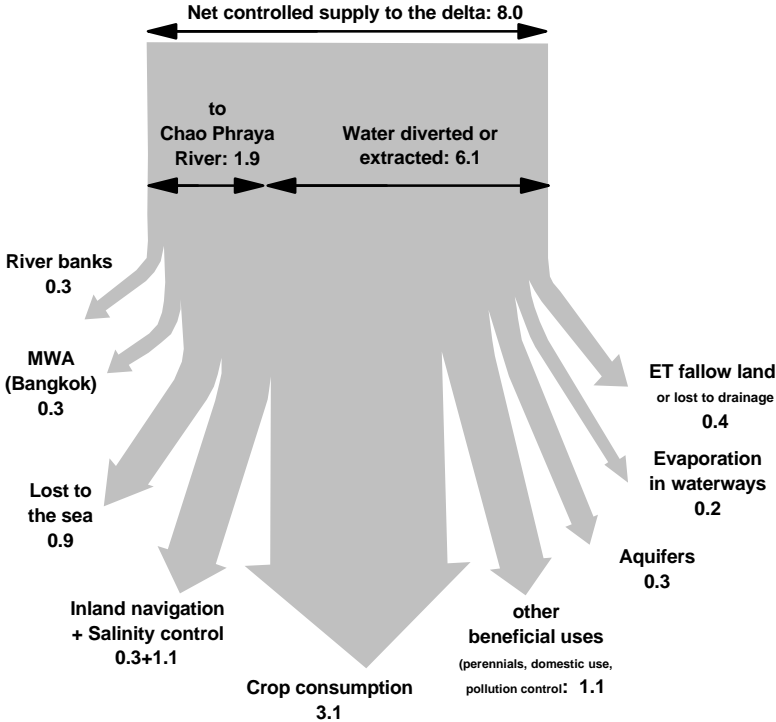 Net controlled supply to the delta: 8.0
to
Chao Phraya
River: 1.9
Water diverted or
extracted: 6.1
River banks
0.3
MWA
(Bangkok)
0.3
Lost to
the sea
0.9
Inland navigation
+ Salinity control
0.3+1.1
Crop consumption
3.1
other
beneficial uses
(perennials, domestic use,
pollution control: 1.1
Aquifers
0.3
Evaporation
in waterways
0.2
ET fallow land
or lost to drainage
0.4